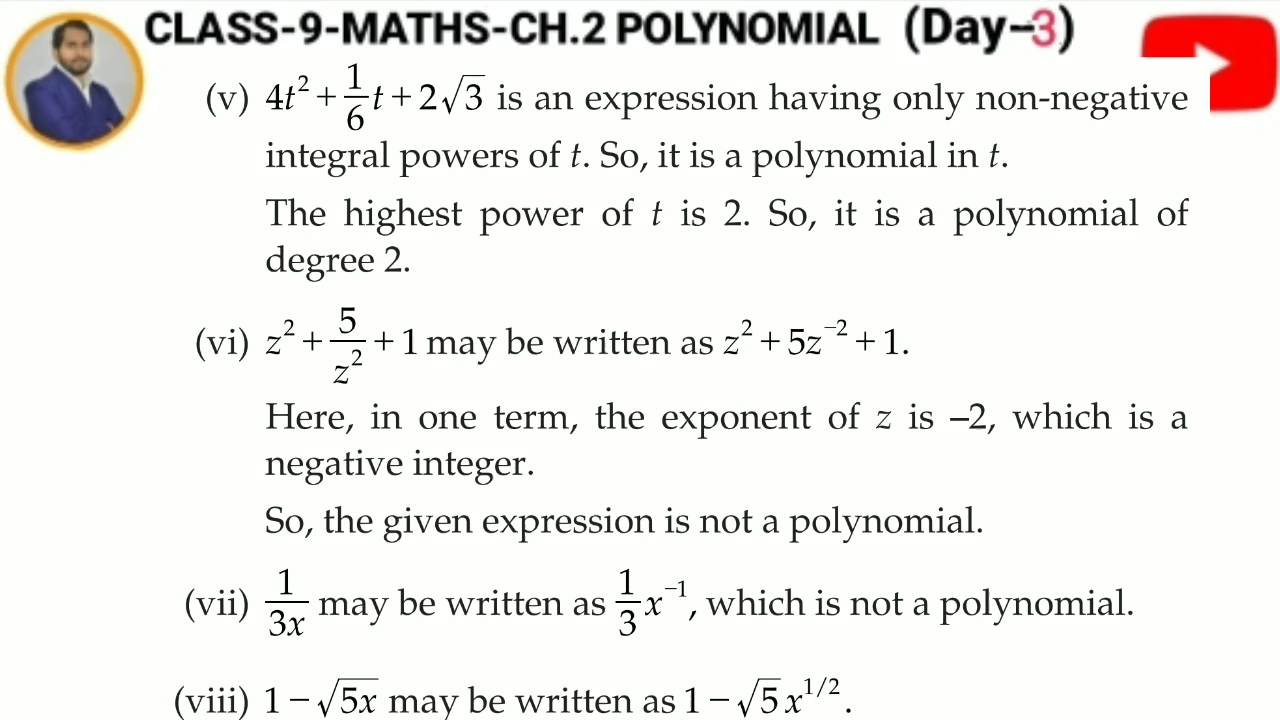 CLASS-9-MATHS-CH.2 POLYNOMIAL (Day-3)
(v) 4t² + 1/6 t + 2√3 is an expression having only non-negative
integral powers of t. So, it is a polynomial in t.
The highest power of t is 2. So, it is a polynomial of
degree 2.
(vi) z² + 5/z² + 1 may be written as z² + 5z⁻² + 1.
Here, in one term, the exponent of z is –2, which is a
negative integer.
So, the given expression is not a polynomial.
(vii) 1/3x may be written as 1/3 x⁻¹, which is not a polynomial.
(viii) 1 − √5x may be written as 1 − √5 x^1/2.